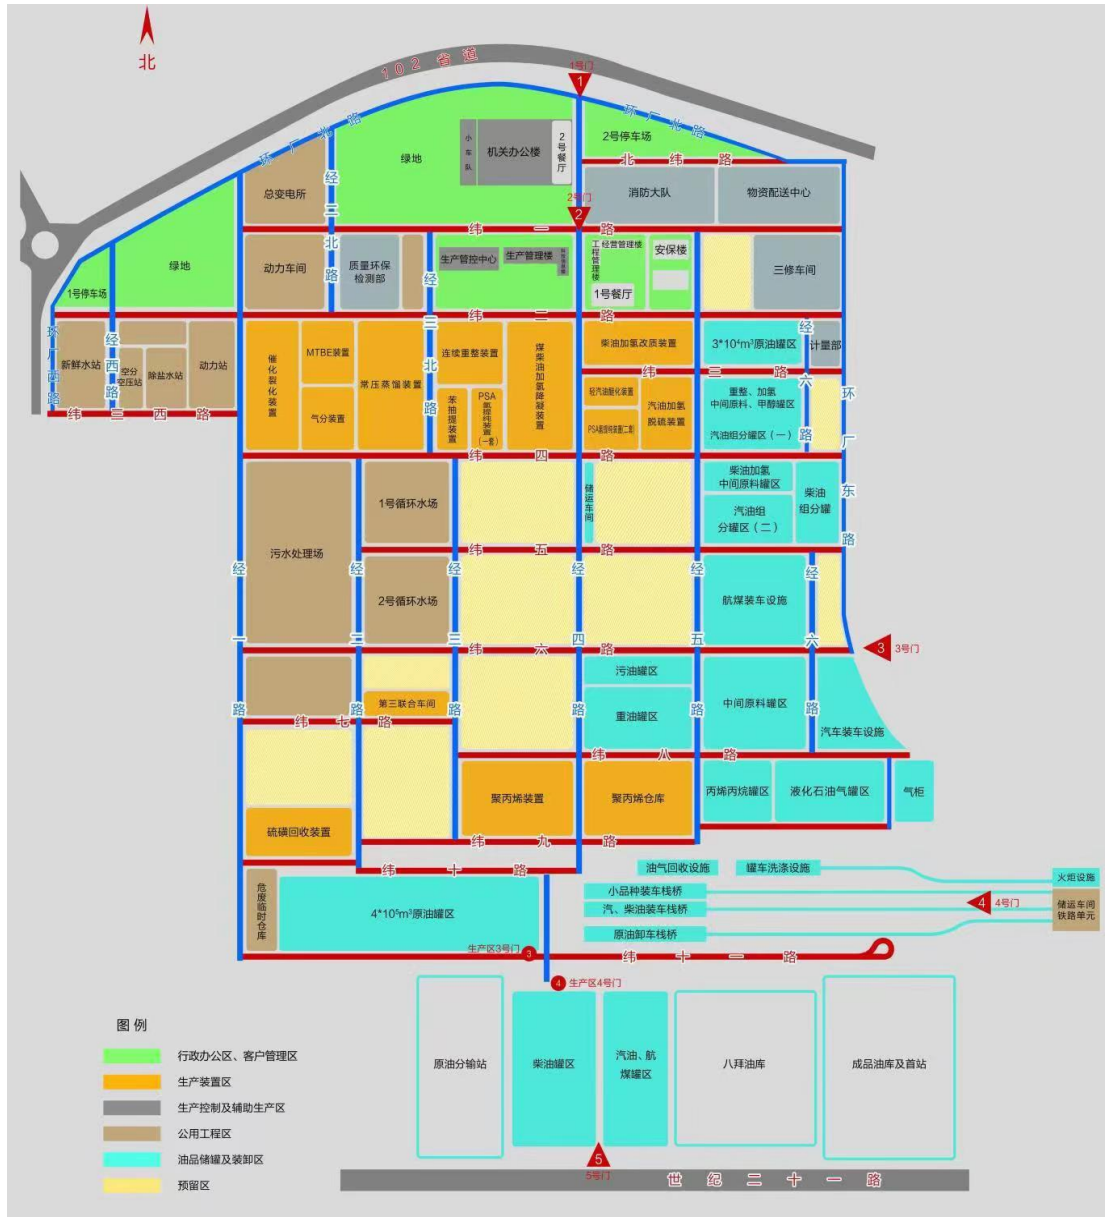 北
102 省道
1号门
1
环厂北路
环厂北路
2号停车场
北纬路
绿地
小车队
机关办公楼
2号餐厅
总变电所
经二北路
消防大队
物资配送中心
2号门
2
纬一路
绿地
1号停车场
动力车间
质量环保
检测部
经三北路
生产管控中心
生产管理楼
工程管理楼
经营管理楼
1号餐厅
安保楼
三修车间
纬二路
环厂西路
新鲜水站
经西路
空分
空压站
除盐水站
动力站
纬三西路
催化裂化装置
MTBE装置
气分装置
常压蒸馏装置
连续重整装置
苯抽提装置
PSA
氢提纯装置
(一套)
煤柴油加氢降凝装置
柴油加氢改质装置
纬三路
轻汽油醚化装置
汽油加氢
脱硫装置
3*10⁴m³原油罐区
经六路
计量部
重整、加氢
中间原料、甲醇罐区
汽油组分罐区（一）
环厂东路
纬四路
污水处理场
1号循环水场
储运车间
柴油加氢
中间原料罐区
汽油组
分罐区（二）
柴油
组分罐
纬五路
2号循环水场
航煤装车设施
经一路
经二路
经三路
经四路
经五路
经六路
纬六路
3
3号门
第三联合车间
污油罐区
重油罐区
中间原料罐区
汽车装车设施
纬七路
纬八路
硫磺回收装置
聚丙烯装置
聚丙烯仓库
丙烯丙烷罐区
液化石油气罐区
气柜
纬九路
纬十路
危废临时仓库
4*10⁵m³原油罐区
油气回收设施
罐车洗涤设施
小品种装车栈桥
汽、柴油装车栈桥
原油卸车栈桥
火炬设施
4
4号门
储运车间
铁路单元
生产区3号门
3
纬十一路
4
生产区4号门
原油分输站
柴油罐区
汽油、航
煤罐区
八拜油库
成品油库及首站
5
5号门
世纪二十一路
图 例
行政办公区、客户管理区
生产装置区
生产控制及辅助生产区
公用工程区
油品储罐及装卸区
预留区